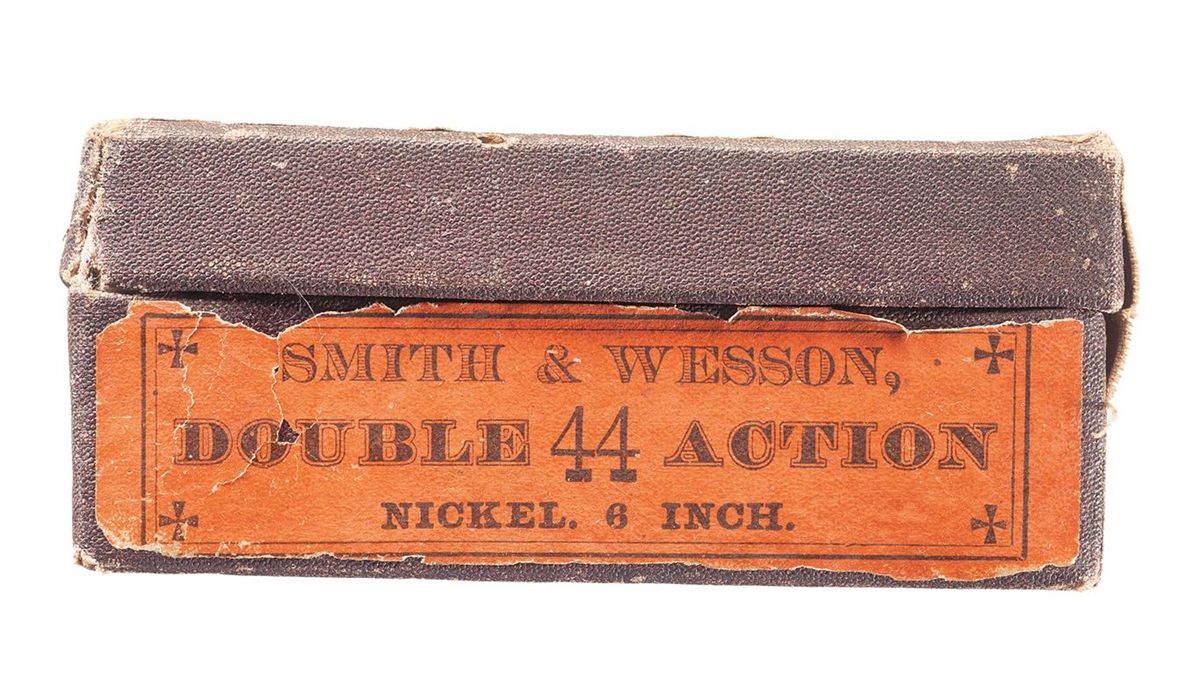 SMITH & WESSON,
DOUBLE 44 ACTION
NICKEL. 6 INCH.